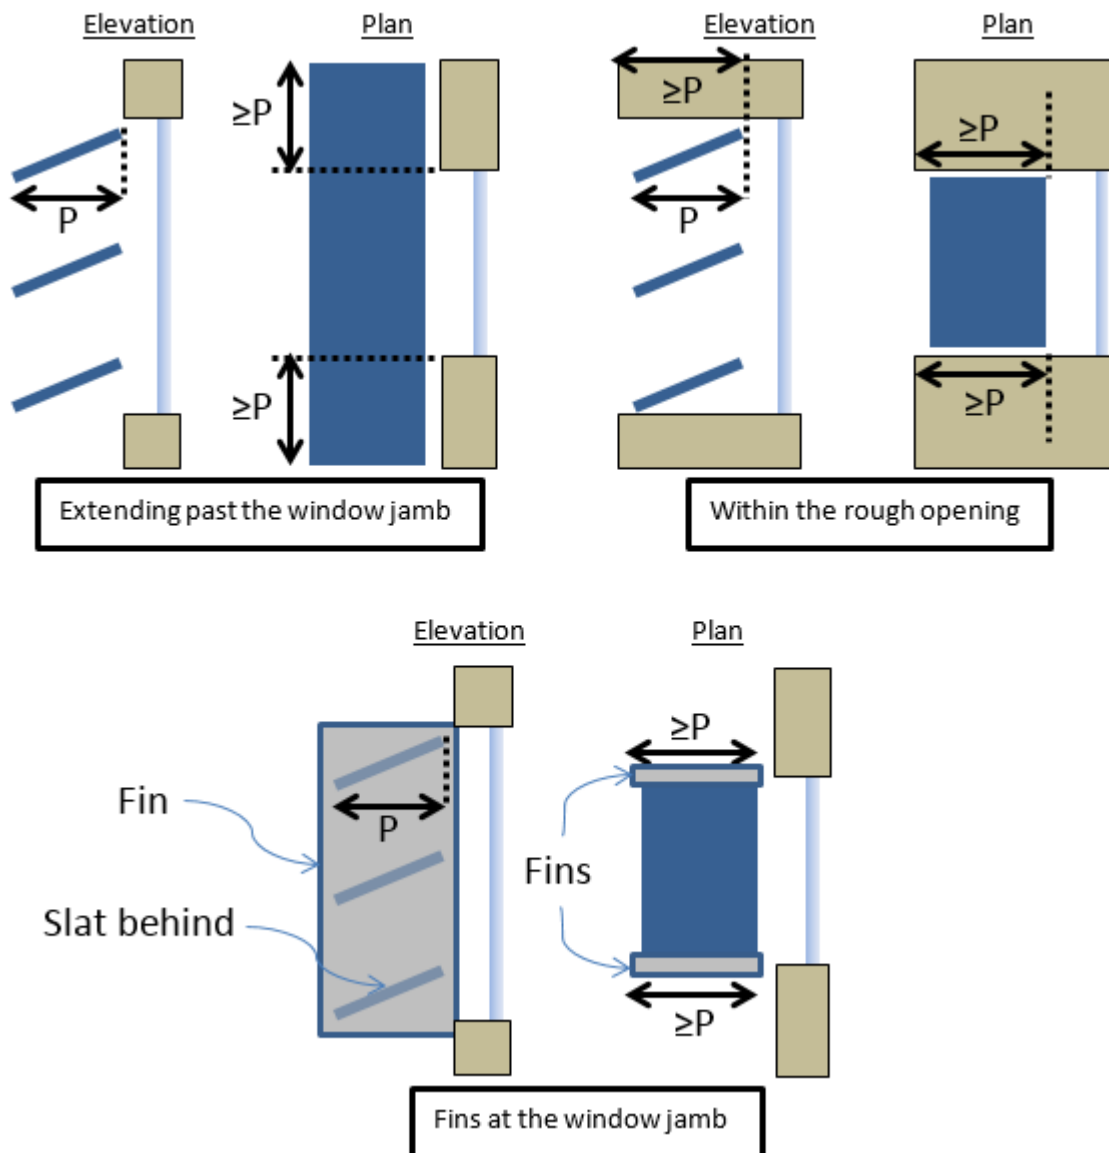 Elevation
Plan
≥P
P
≥P
Extending past the window jamb
Elevation
Plan
≥P
P
≥P
≥P
Within the rough opening
Elevation
Plan
Fin
P
Slat behind
≥P
Fins
≥P
Fins at the window jamb